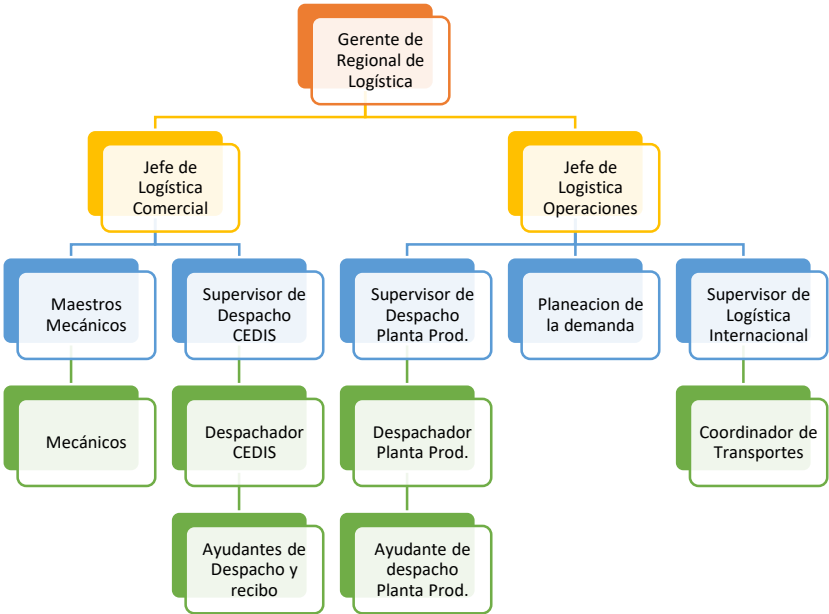 Gerente de
Regional de
Logística
Jefe de
Logística
Comercial
Jefe de
Logistica
Operaciones
Maestros
Mecánicos
Supervisor de
Despacho
CEDIS
Supervisor de
Despacho
Planta Prod.
Planeacion de
la demanda
Supervisor de
Logística
Internacional
Mecánicos
Despachador
CEDIS
Despachador
Planta Prod.
Coordinador de
Transportes
Ayudantes de
Despacho y
recibo
Ayudante de
despacho
Planta Prod.